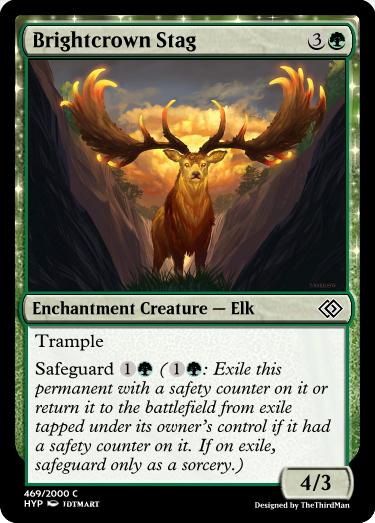 Brightcrown Stag 3
Enchantment Creature — Elk
Trample
Safeguard 1 ( 1 : Exile this
permanent with a safety counter on it or
return it to the battlefield from exile
tapped under its owner's control if it had
a safety counter on it. If on exile,
safeguard only as a sorcery.)
4/3
469/2000 C
HYP IDTMART
Designed by TheThirdMan